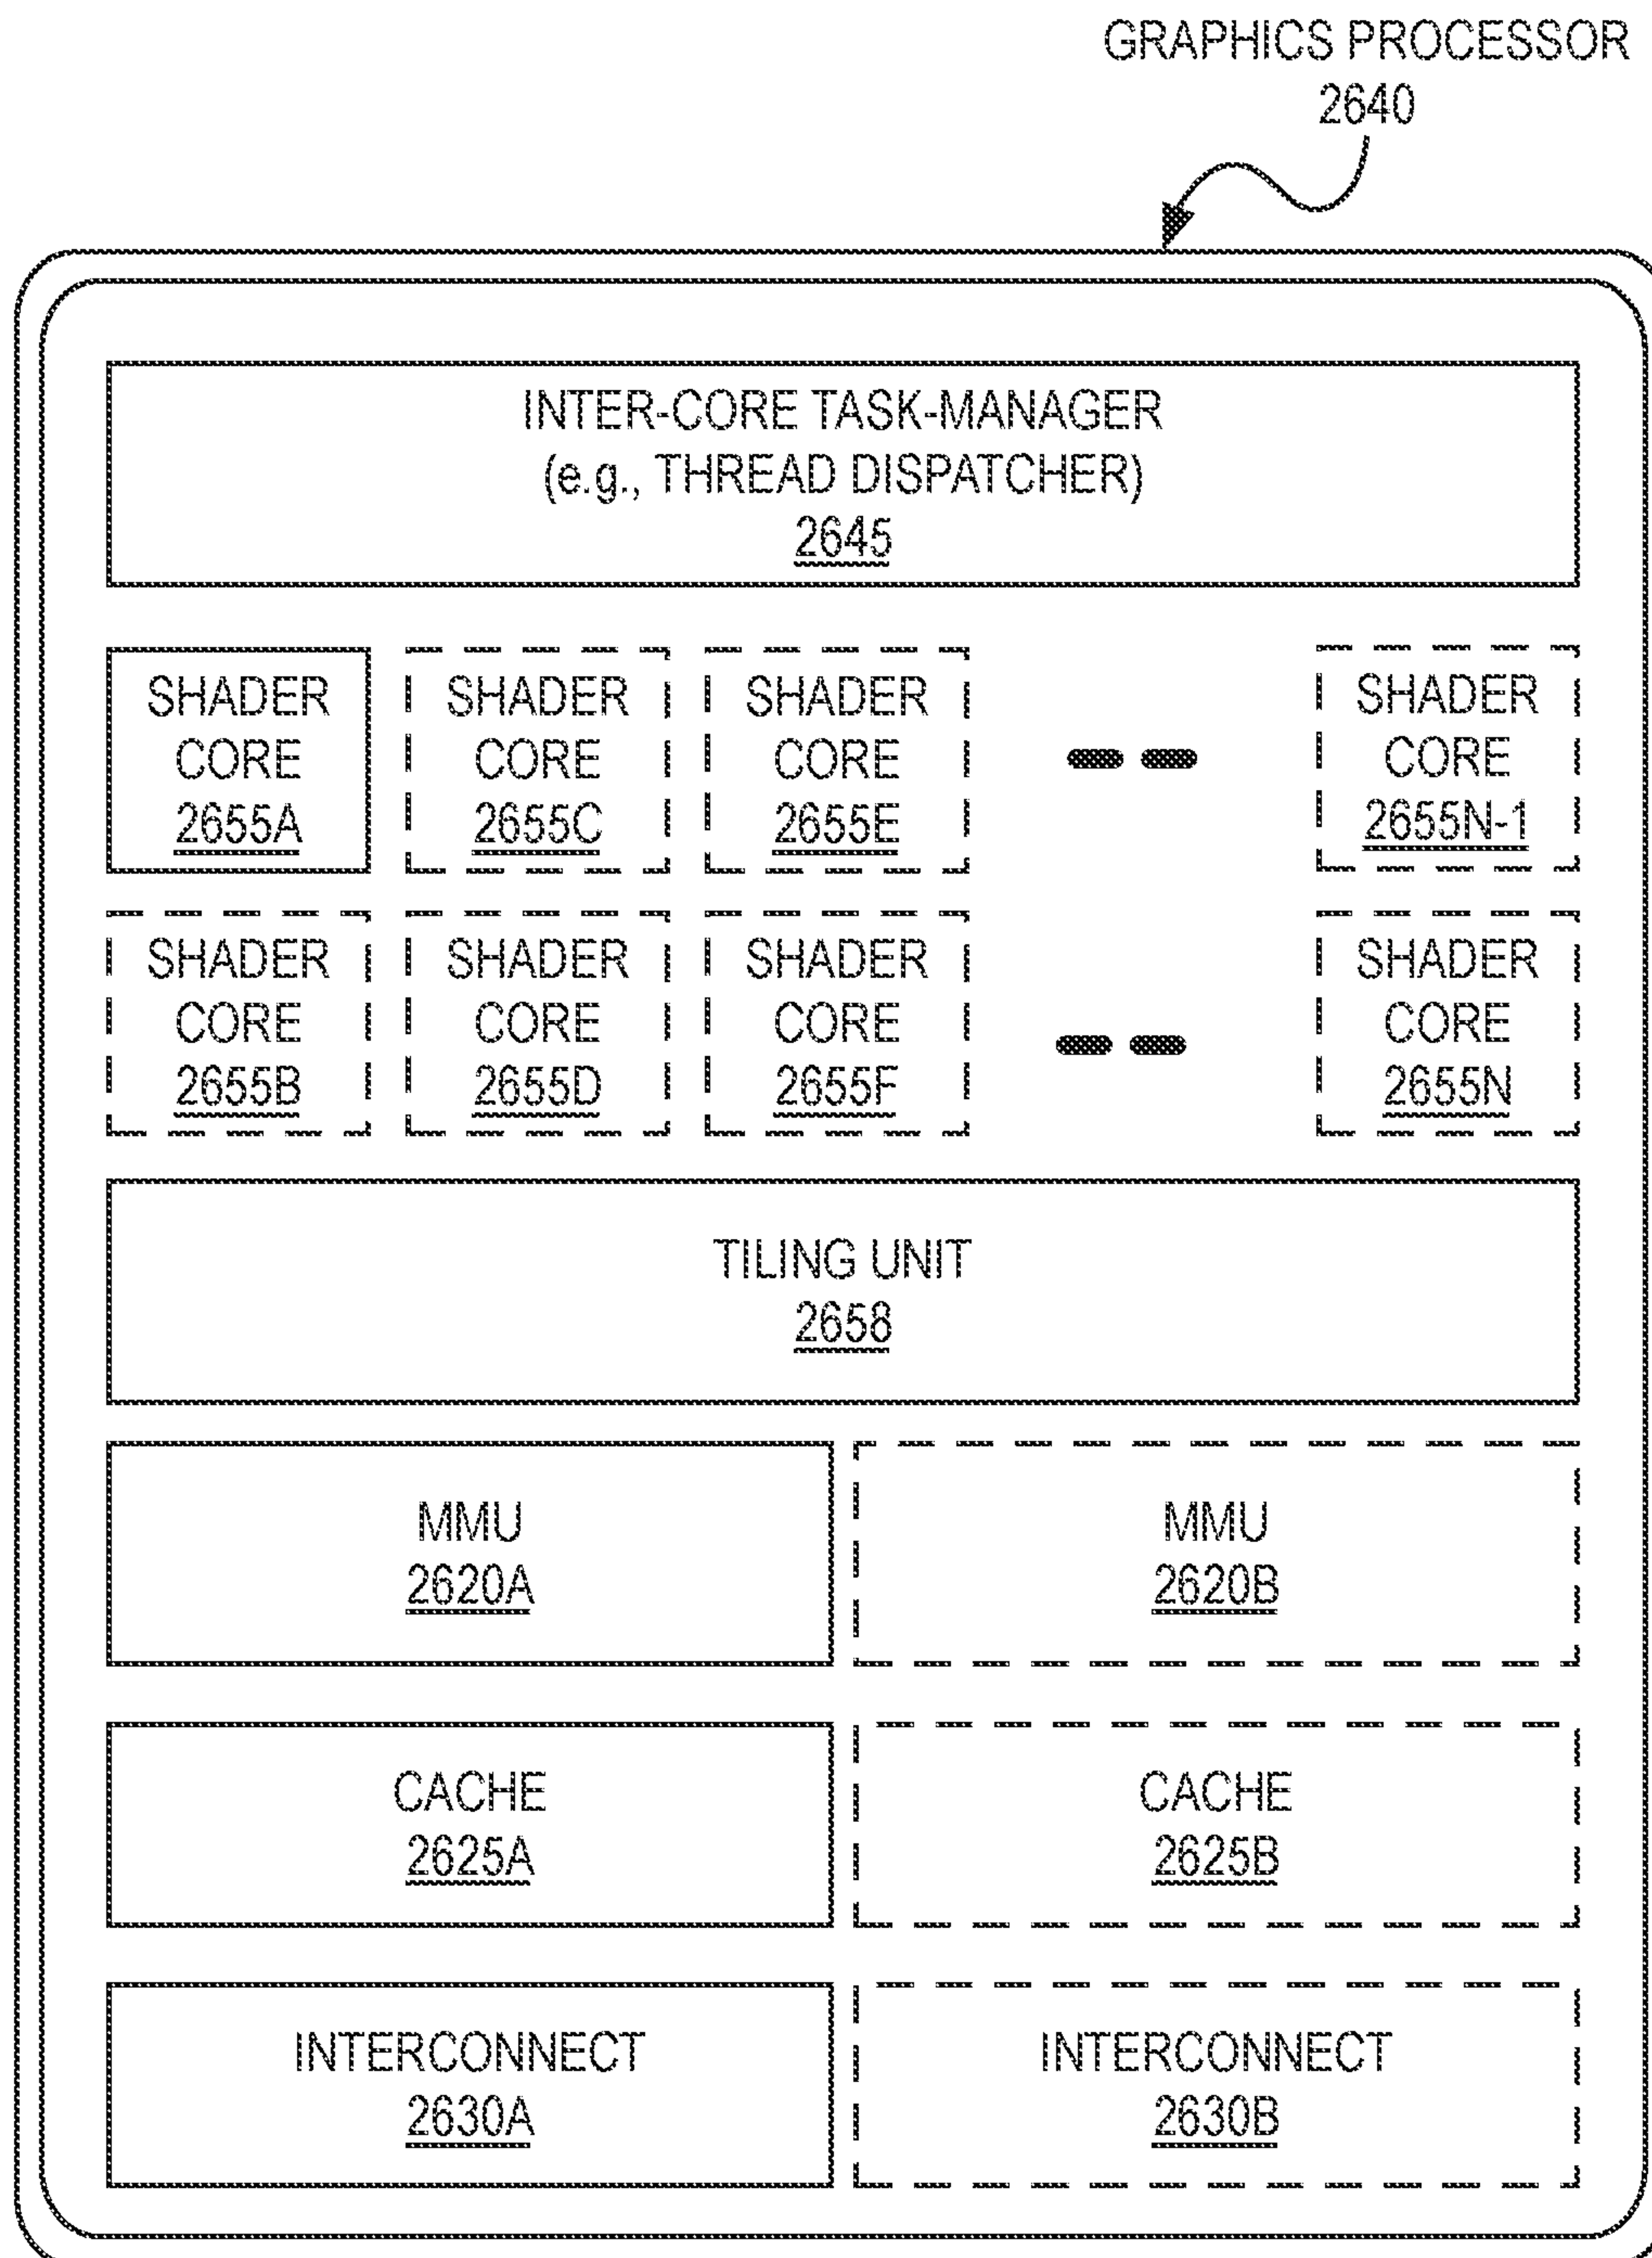 GRAPHICS PROCESSOR
2640
INTER-CORE TASK-MANAGER
(e.g., THREAD DISPATCHER)
2645
SHADER
CORE
2655A
SHADER
CORE
2655C
SHADER
CORE
2655E
SHADER
CORE
2655N-1
SHADER
CORE
2655B
SHADER
CORE
2655D
SHADER
CORE
2655F
SHADER
CORE
2655N
TILING UNIT
2658
MMU
2620A
MMU
2620B
CACHE
2625A
CACHE
2625B
INTERCONNECT
2630A
INTERCONNECT
2630B